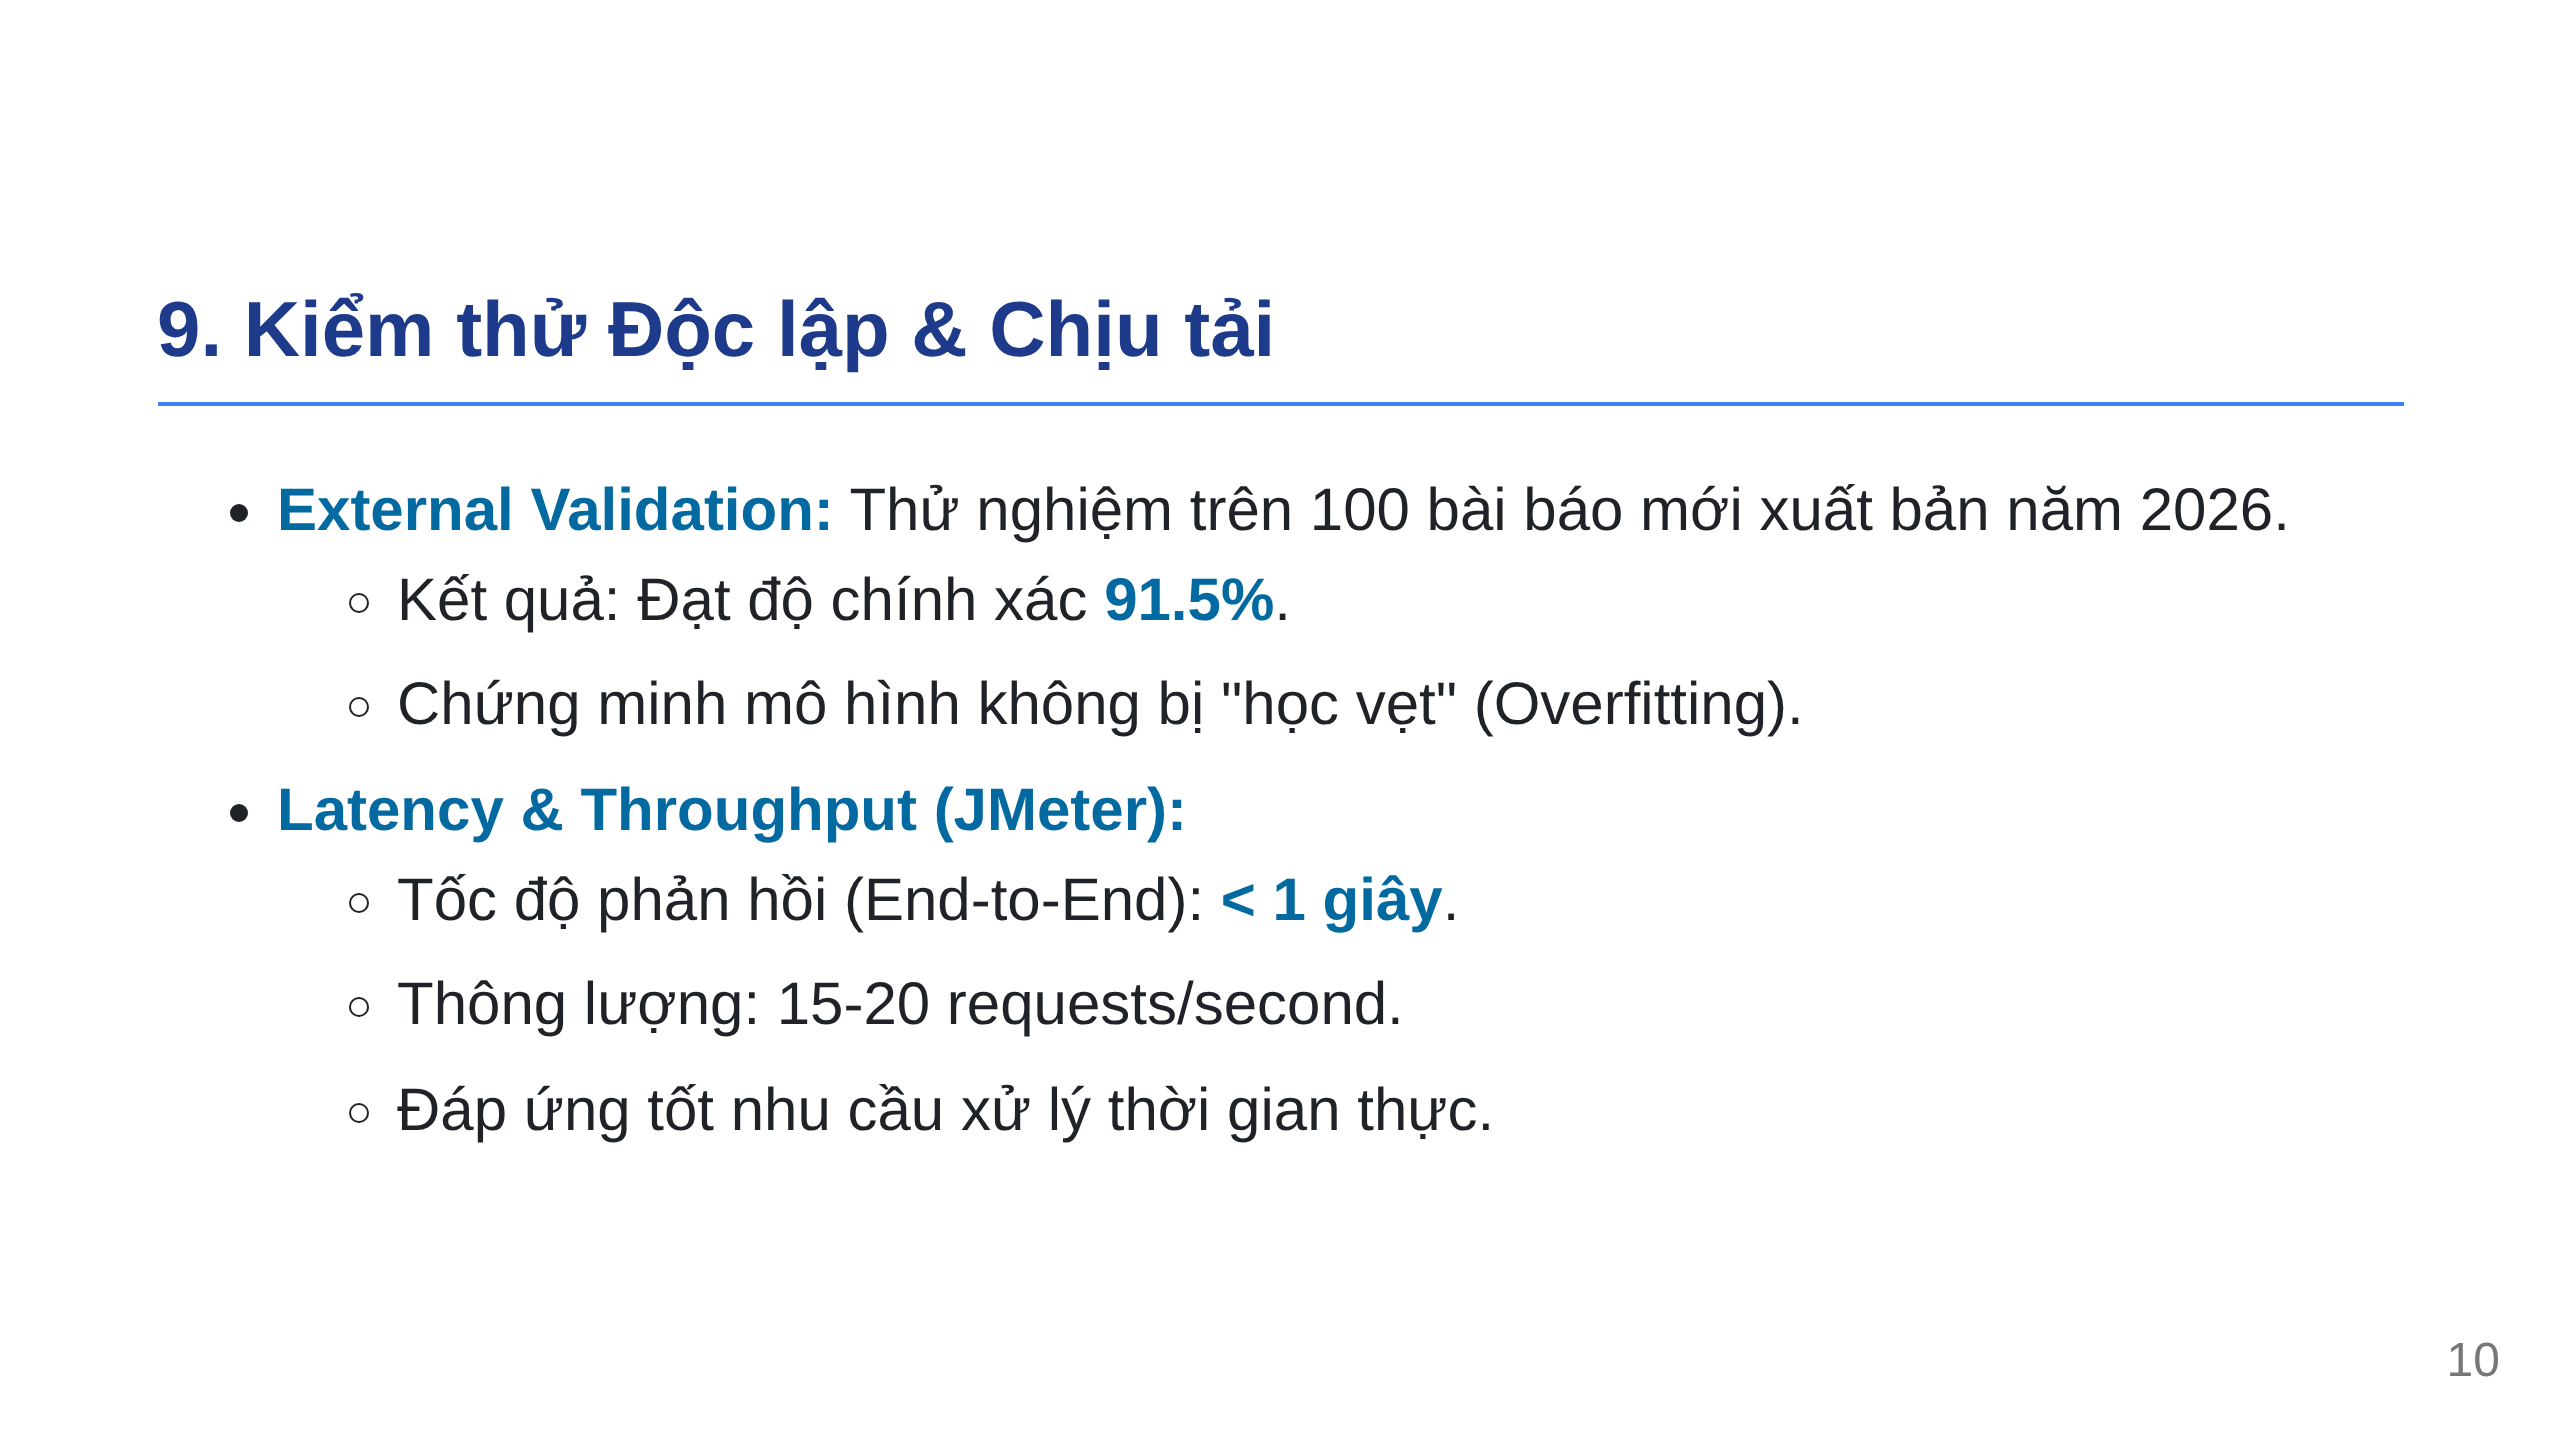 9. Kiểm thử Độc lập & Chịu tải
External Validation: Thử nghiệm trên 100 bài báo mới xuất bản năm 2026.
Kết quả: Đạt độ chính xác 91.5%.
Chứng minh mô hình không bị "học vẹt" (Overfitting).
Latency & Throughput (JMeter):
Tốc độ phản hồi (End-to-End): < 1 giây.
Thông lượng: 15-20 requests/second.
Đáp ứng tốt nhu cầu xử lý thời gian thực.
10